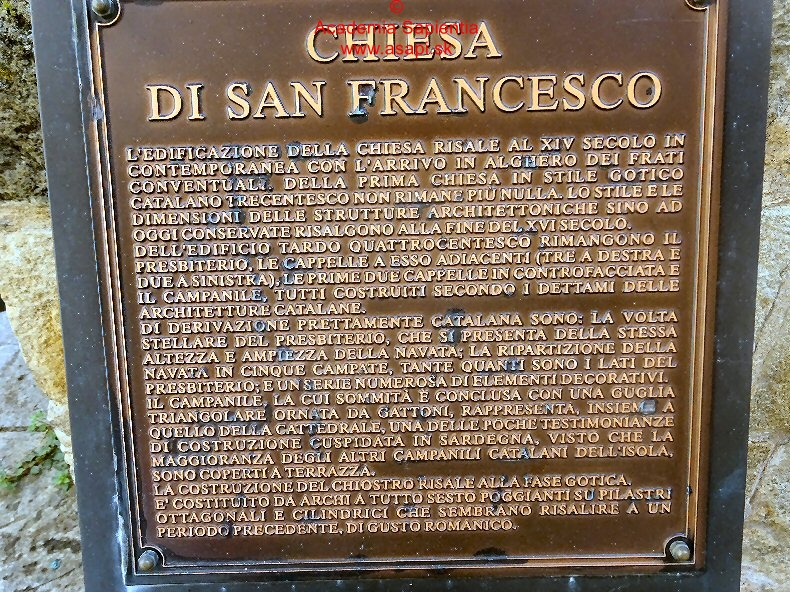 ©
Academia Sapientia
www.asapi.sk
CHIESA
DI SAN FRANCESCO
L'EDIFICAZIONE DELLA CHIESA RISALE AL XIV SECOLO IN
CONTEMPORANEA CON L'ARRIVO IN ALGHERO DEI FRATI
CONVENTUALI. DELLA PRIMA CHIESA IN STILE GOTICO
CATALANO TRECENTESCO NON RIMANE PIÙ NULLA. LO STILE E LE
DIMENSIONI DELLE STRUTTURE ARCHITETTONICHE SINO AD
OGGI CONSERVATE RISALGONO ALLA FINE DEL XVI SECOLO.
DELL'EDIFICIO TARDO QUATTROCENTESCO RIMANGONO IL
PRESBITERIO, LE CAPPELLE A ESSO ADIACENTI (TRE A DESTRA E
DUE A SINISTRA), LE PRIME DUE CAPPELLE IN CONTROFACCIATA E
IL CAMPANILE, TUTTI COSTRUITI SECONDO I DETTAMI DELLE
ARCHITETTURE CATALANE.
DI DERIVAZIONE PRETTAMENTE CATALANA SONO: LA VOLTA
STELLARE DEL PRESBITERIO, CHE SI PRESENTA DELLA STESSA
ALTEZZA E AMPIEZZA DELLA NAVATA; LA RIPARTIZIONE DELLA
NAVATA IN CINQUE CAMPATE, TANTE QUANTI SONO I LATI DEL
PRESBITERIO; E UN SERIE NUMEROSA DI ELEMENTI DECORATIVI.
IL CAMPANILE, LA CUI SOMMITÀ È CONCLUSA CON UNA GUGLIA
TRIANGOLARE ORNATA DA GATTONI, RAPPRESENTA, INSIEME A
QUELLO DELLA CATTEDRALE, UNA DELLE POCHE TESTIMONIANZE
DI COSTRUZIONE CUSPIDATA IN SARDEGNA, VISTO CHE LA
MAGGIORANZA DEGLI ALTRI CAMPANILI CATALANI DELL'ISOLA,
SONO COPERTI A TERRAZZA.
LA COSTRUZIONE DEL CHIOSTRO RISALE ALLA FASE GOTICA.
E' COSTITUITO DA ARCHI A TUTTO SESTO POGGIANTI SU PILASTRI
OTTAGONALI E CILINDRICI CHE SEMBRANO RISALIRE A UN
PERIODO PRECEDENTE, DI GUSTO ROMANICO.